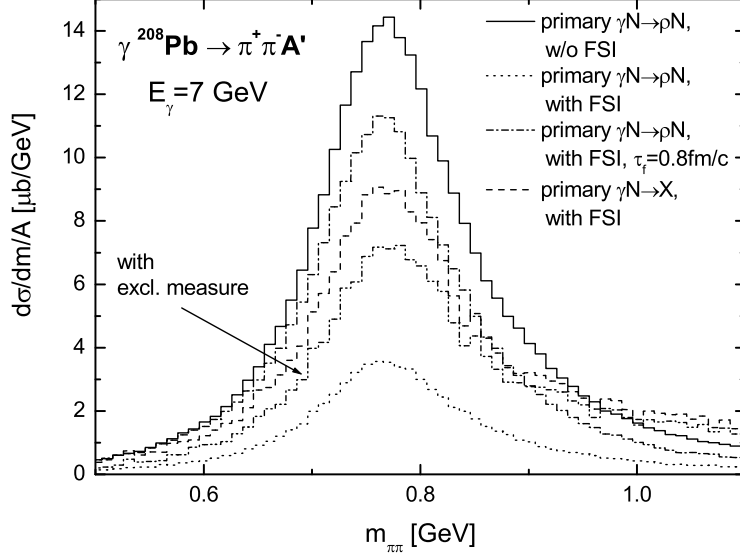 γ ²⁰⁸Pb → π⁺π⁻A'
E_γ=7 GeV
primary γN→ρN,
w/o FSI
primary γN→ρN,
with FSI
primary γN→ρN,
with FSI, τ_f=0.8fm/c
primary γN→X,
with FSI
with
excl. measure
dσ/dm/A [μb/GeV]
14
12
10
8
6
4
2
0
0.6
0.8
1.0
m_ππ [GeV]